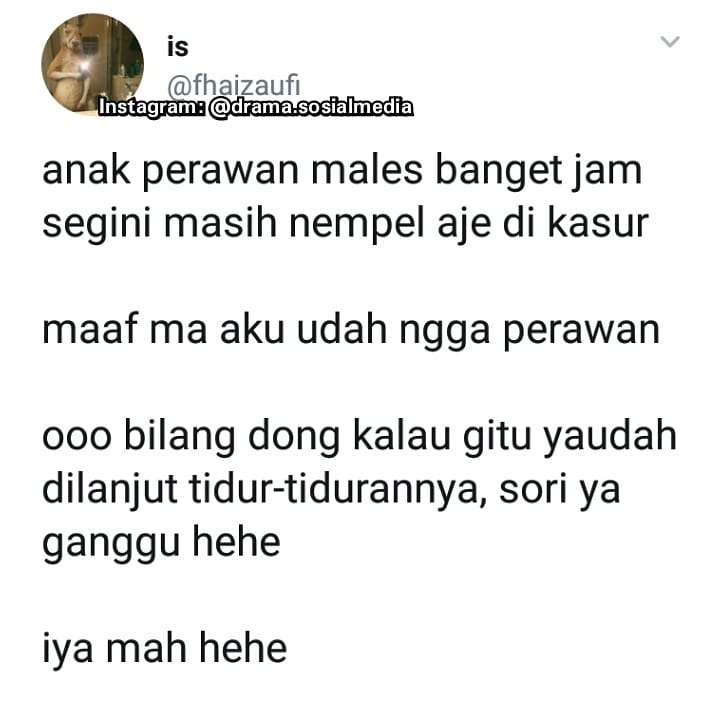 is
@fhaizaufi
Instagram: @drama.sosialmedia
anak perawan males banget jam
segini masih nempel aje di kasur
maaf ma aku udah ngga perawan
ooo bilang dong kalau gitu yaudah
dilanjut tidur-tidurannya, sori ya
ganggu hehe
iya mah hehe